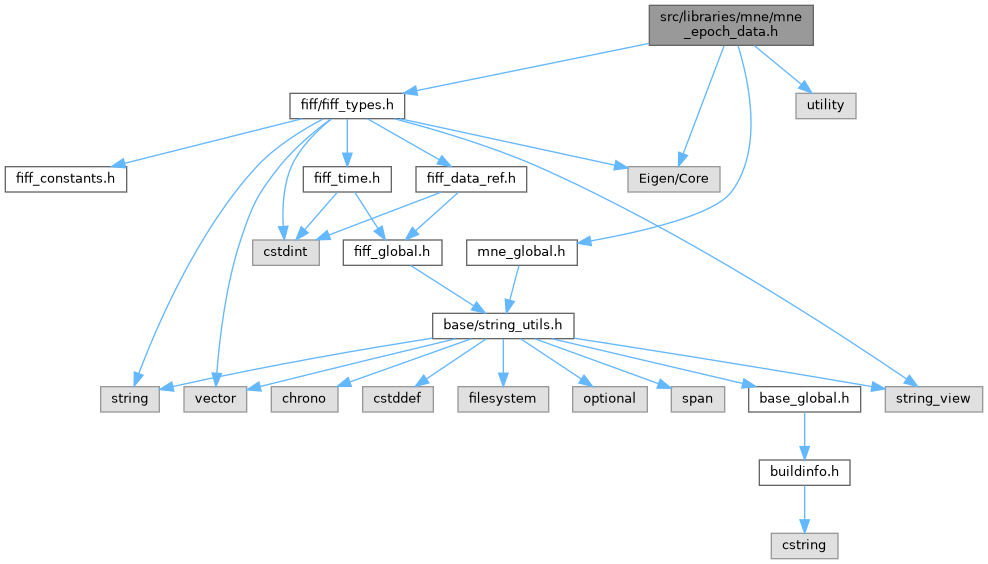 src/libraries/mne/mne
_epoch_data.h
fiff/fiff_types.h
utility
fiff_constants.h
fiff_time.h
fiff_data_ref.h
Eigen/Core
cstdint
fiff_global.h
mne_global.h
base/string_utils.h
string
vector
chrono
cstddef
filesystem
optional
span
base_global.h
string_view
buildinfo.h
cstring